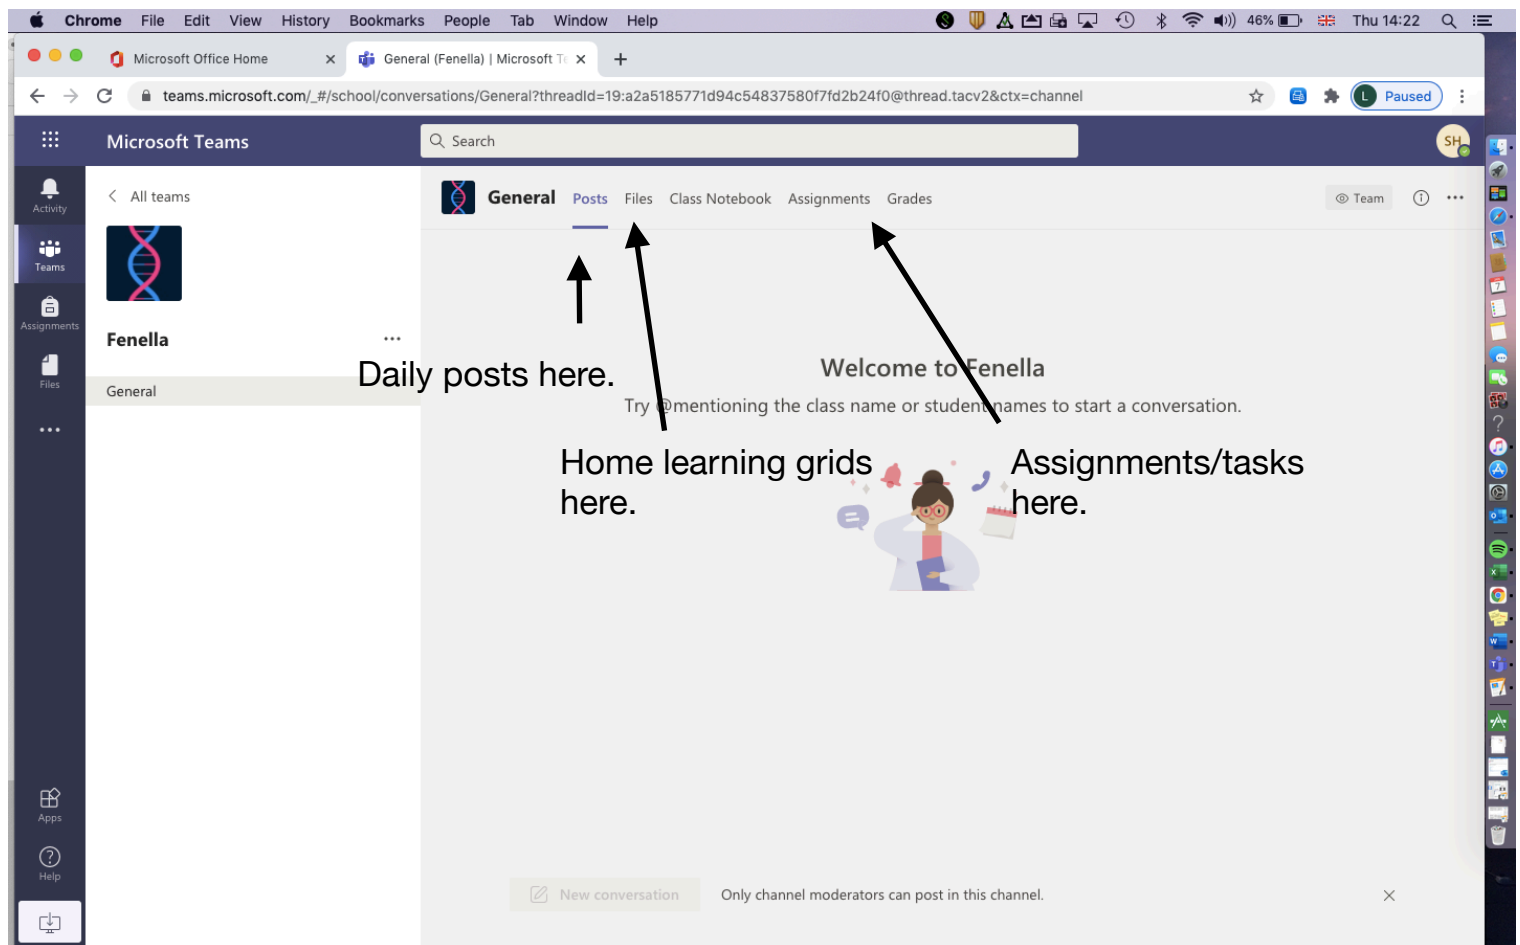 Chrome File Edit View History Bookmarks People Tab Window Help 46% Thu 14:22
Microsoft Office Home General (Fenella) | Microsoft Te
teams.microsoft.com/_#/school/conversations/General?threadId=19:a2a5185771d94c54837580f7fd2b24f0@thread.tacv2&ctx=channel L Paused
Microsoft Teams Search SH
Activity
Teams
Assignments
Files
Apps
Help
All teams
Fenella
General
General Posts Files Class Notebook Assignments Grades Team
Daily posts here.
Welcome to Fenella
Try @mentioning the class name or student names to start a conversation.
Home learning grids
here.
Assignments/tasks
here.
New conversation Only channel moderators can post in this channel.